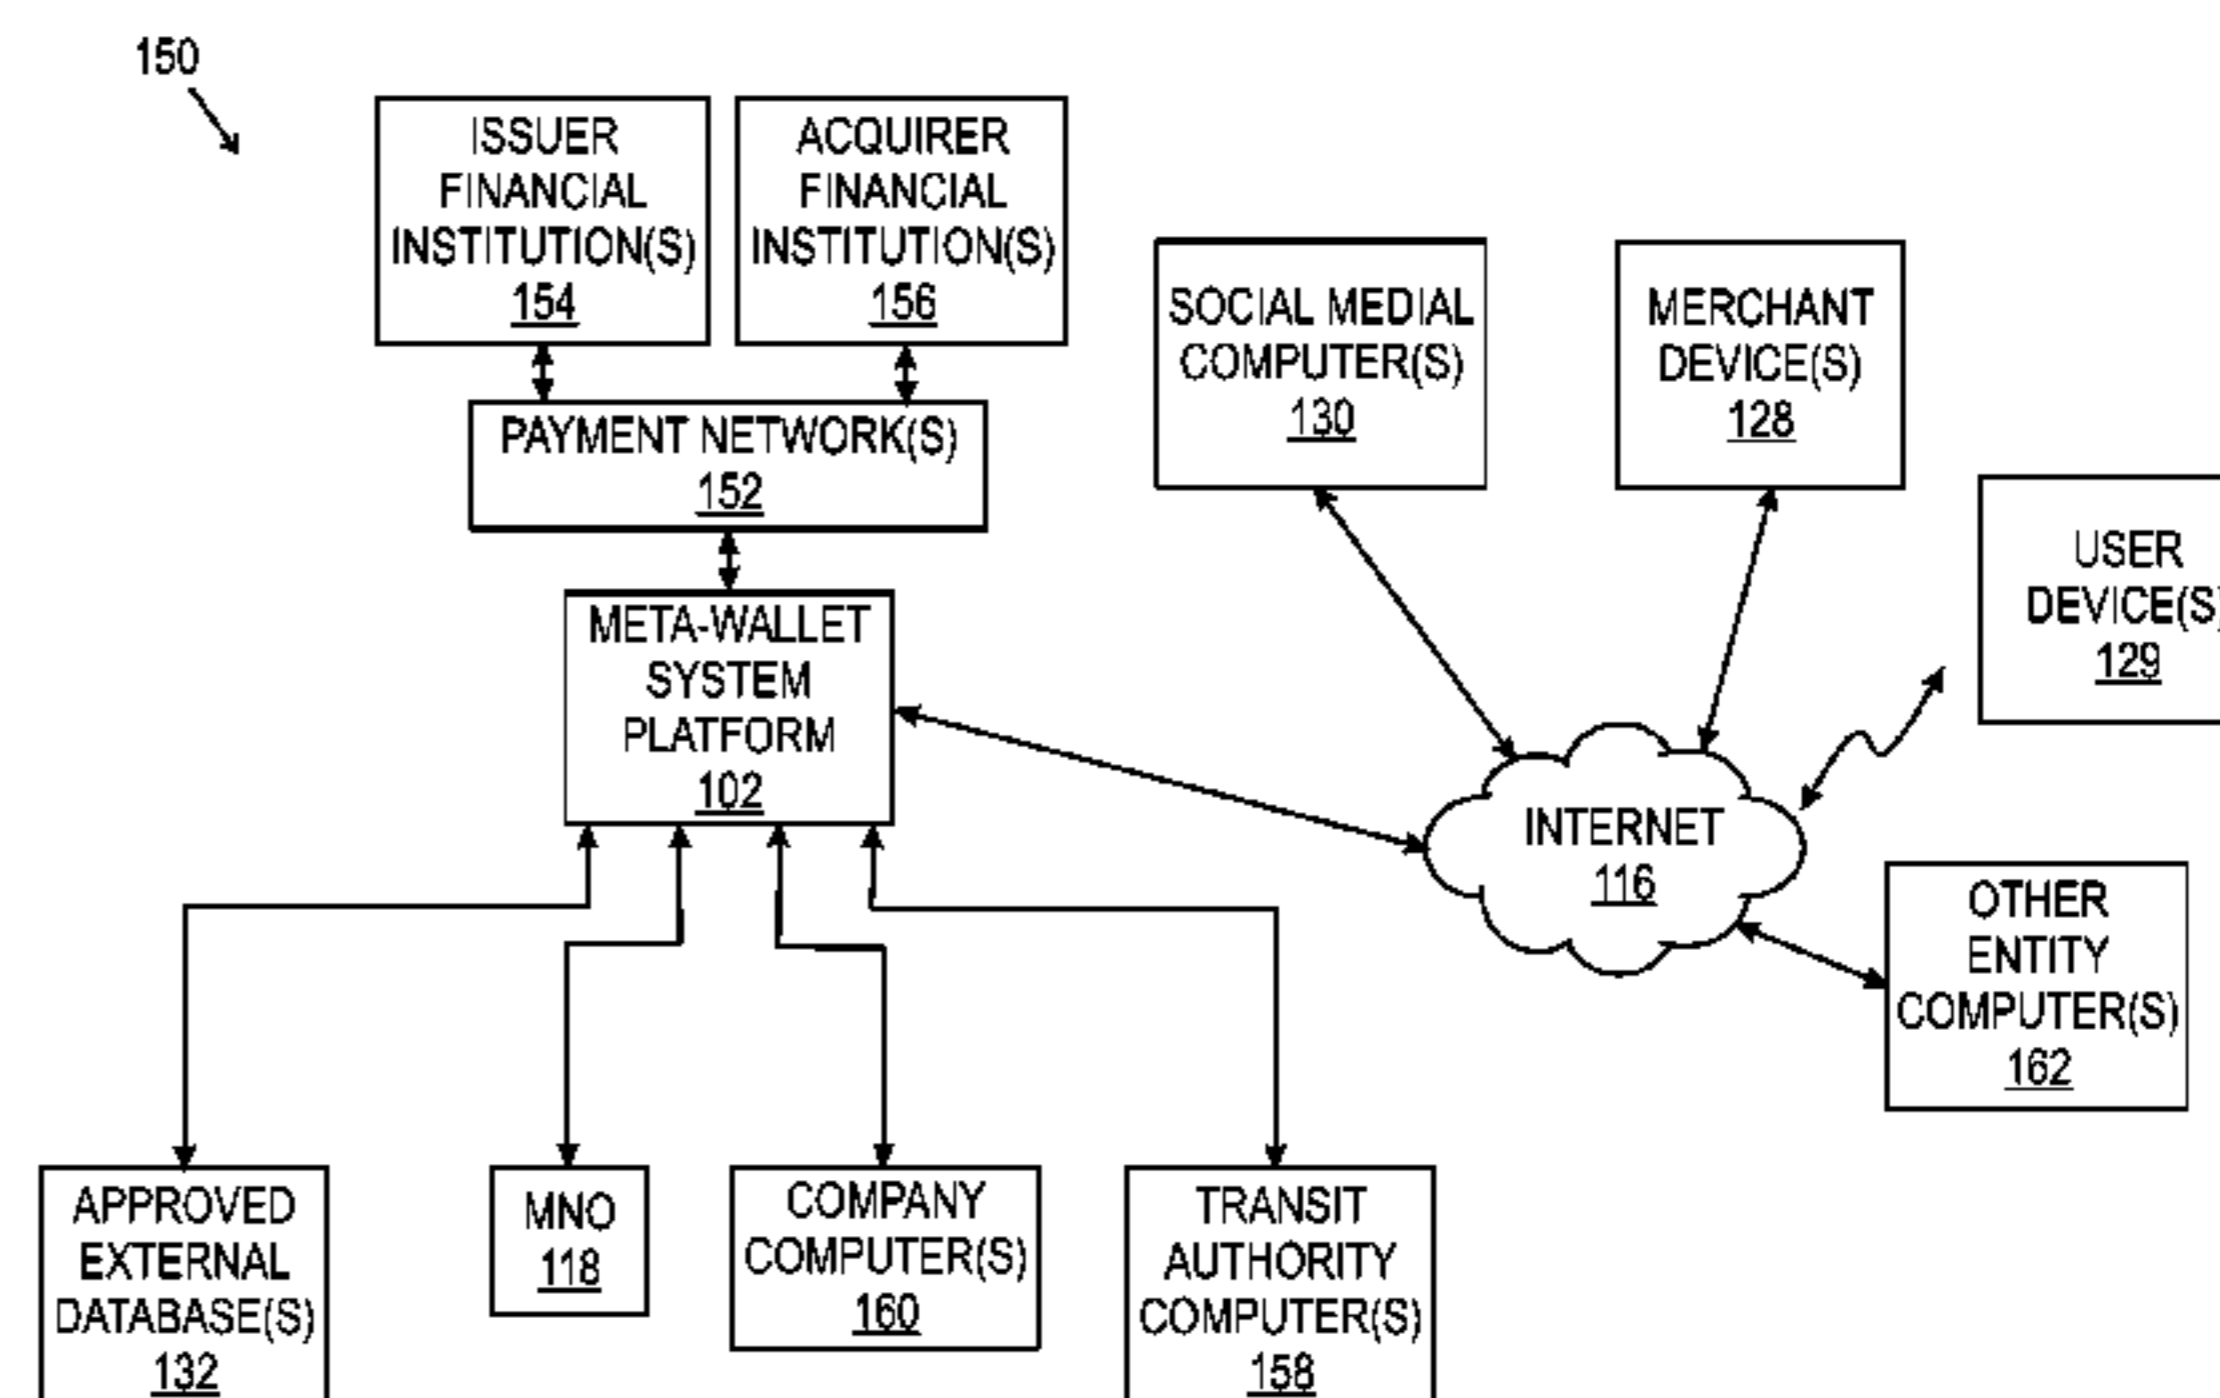 150
ISSUER
FINANCIAL
INSTITUTION(S)
154
ACQUIRER
FINANCIAL
INSTITUTION(S)
156
PAYMENT NETWORK(S)
152
SOCIAL MEDIAL
COMPUTER(S)
130
MERCHANT
DEVICE(S)
128
USER
DEVICE(S)
129
META-WALLET
SYSTEM
PLATFORM
102
INTERNET
116
OTHER
ENTITY
COMPUTER(S)
162
APPROVED
EXTERNAL
DATABASE(S)
132
MNO
118
COMPANY
COMPUTER(S)
160
TRANSIT
AUTHORITY
COMPUTER(S)
158